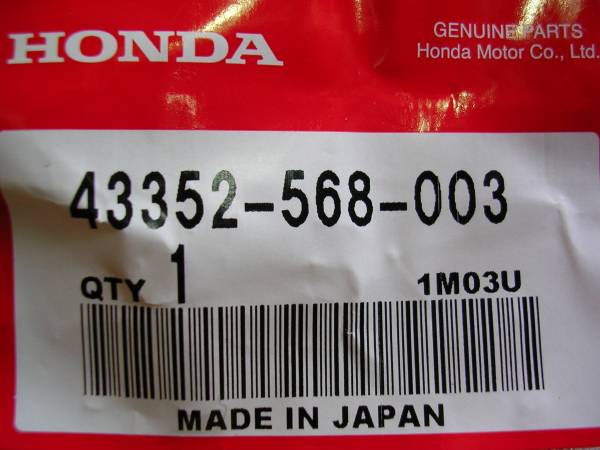 HONDA
GENUINE PARTS
Honda Motor Co., Ltd.
43352-568-003
QTY 1 1M03U
MADE IN JAPAN